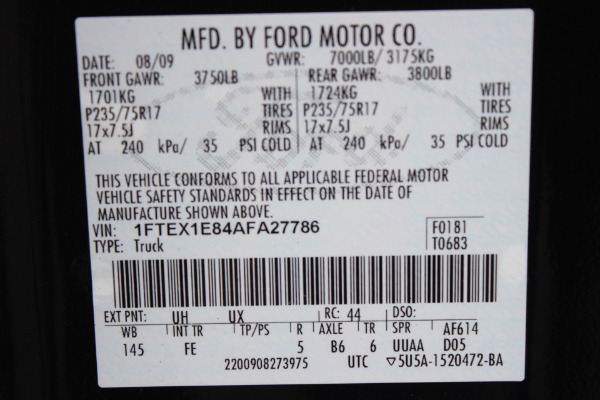 MFD. BY FORD MOTOR CO.
DATE: 08/09 GVWR: 7000LB/ 3175KG
FRONT GAWR: 3750LB REAR GAWR: 3800LB
1701KG WITH 1724KG WITH
P235/75R17 TIRES P235/75R17 TIRES
17x7.5J RIMS 17x7.5J RIMS
AT 240 kPa/ 35 PSI COLD AT 240 kPa/ 35 PSI COLD
THIS VEHICLE CONFORMS TO ALL APPLICABLE FEDERAL MOTOR
VEHICLE SAFETY STANDARDS IN EFFECT ON THE DATE OF
MANUFACTURE SHOWN ABOVE.
VIN: 1FTEX1E84AFA27786 F0181
TYPE: Truck T0683
EXT PNT: UH UX RC: 44 DSO:
WB INT TR TP/PS R AXLE TR SPR AF614
145 FE 5 B6 6 UUAA D05
2200908273975 UTC ▽5U5A-1520472-BA